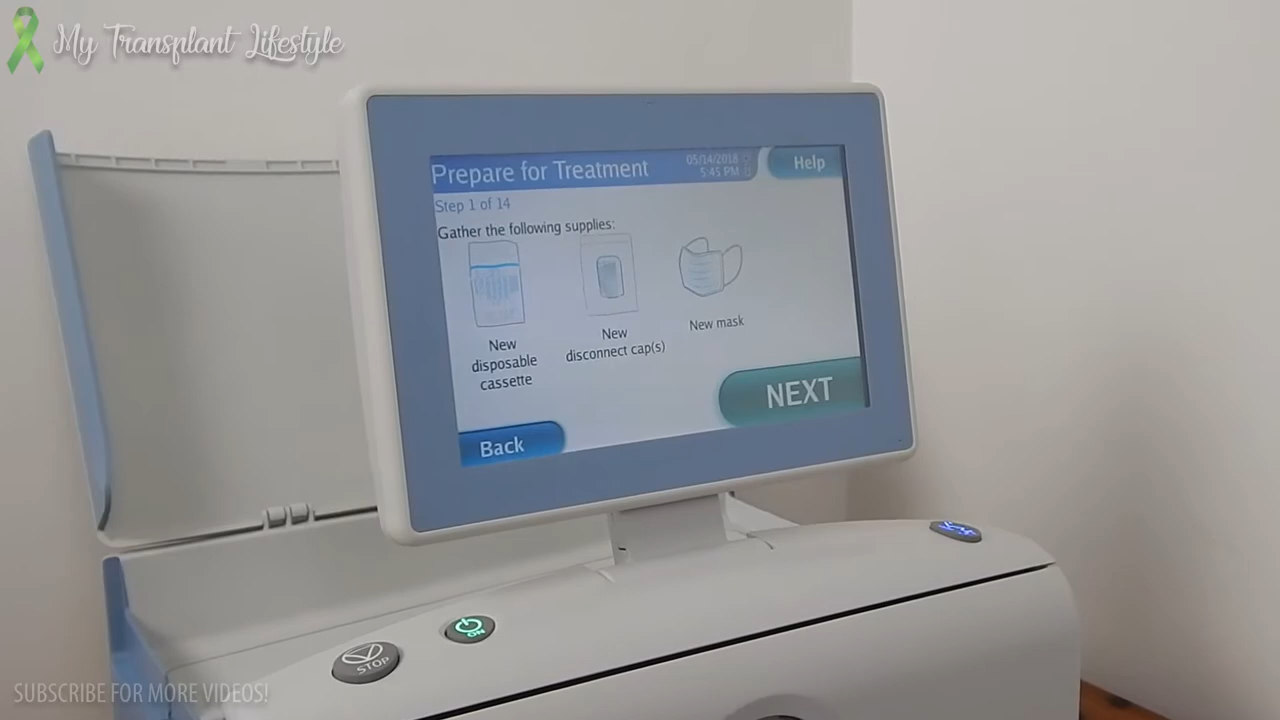 My Transplant Lifestyle
Prepare for Treatment
05/14/2018
5:45 PM
Help
Step 1 of 14
Gather the following supplies:
New
disposable
cassette
New
disconnect cap(s)
New mask
NEXT
Back
ON
STOP
SUBSCRIBE FOR MORE VIDEOS!